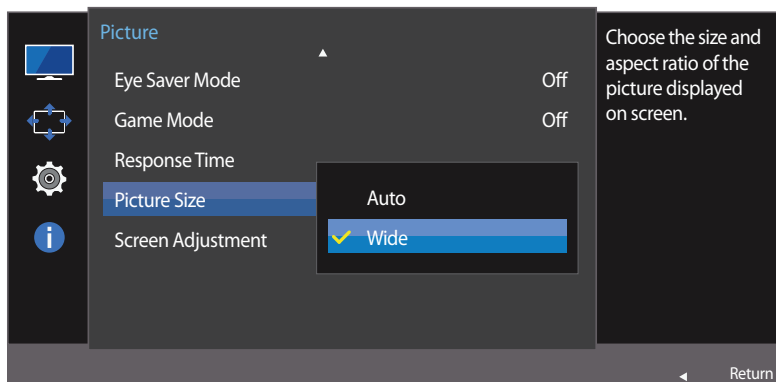 Picture
Eye Saver Mode Off
Game Mode Off
Response Time
Picture Size
Auto
Screen Adjustment
Wide
Choose the size and
aspect ratio of the
picture displayed
on screen.
Return